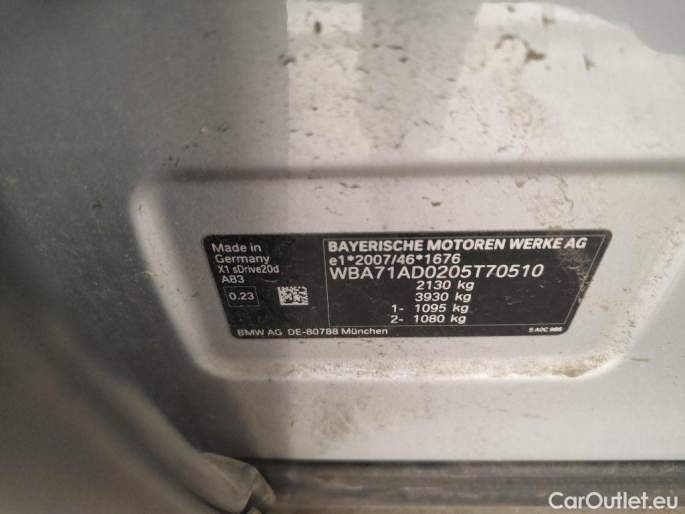 Made in
Germany
X1 sDrive20d
A83
0.23
BAYERISCHE MOTOREN WERKE AG
e1*2007/46*1676
WBA71AD0205T70510
2130 kg
3930 kg
1- 1095 kg
2- 1080 kg
BMW AG DE-80788 München
CarOutlet.eu